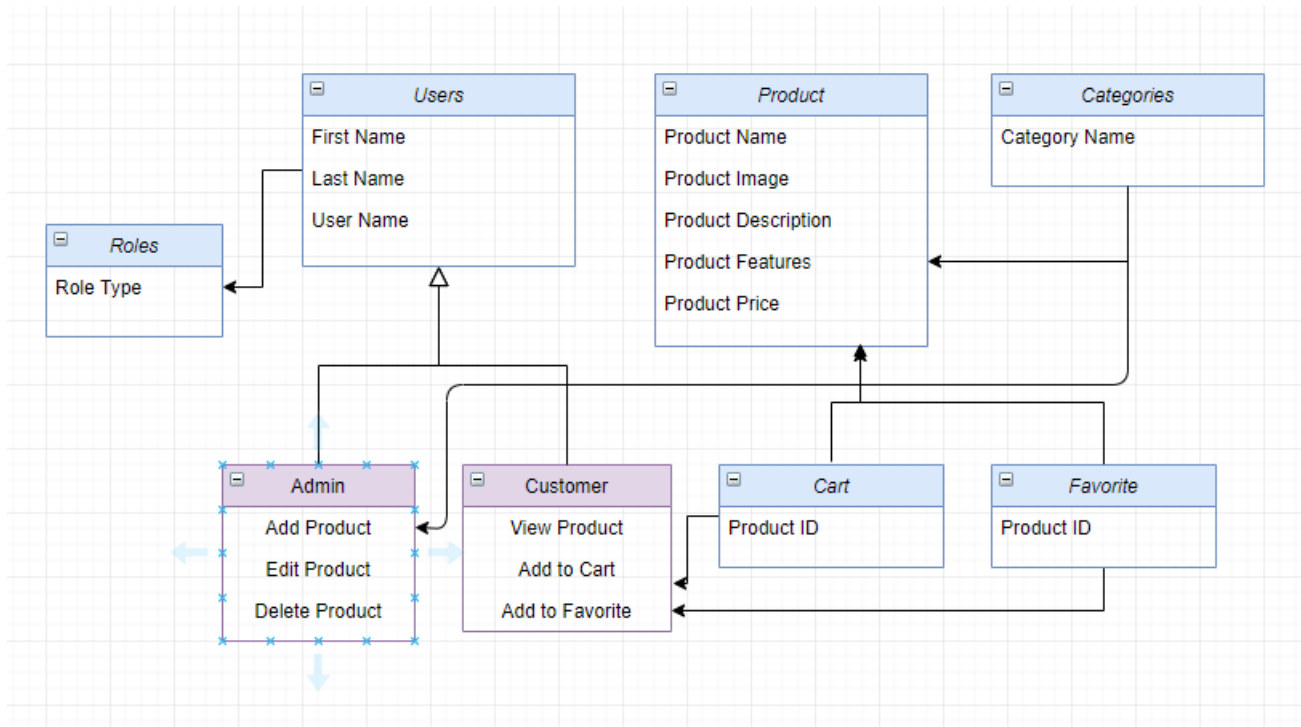 Users
First Name
Last Name
User Name
Product
Product Name
Product Image
Product Description
Product Features
Product Price
Categories
Category Name
Roles
Role Type
Admin
Add Product
Edit Product
Delete Product
Customer
View Product
Add to Cart
Add to Favorite
Cart
Product ID
Favorite
Product ID